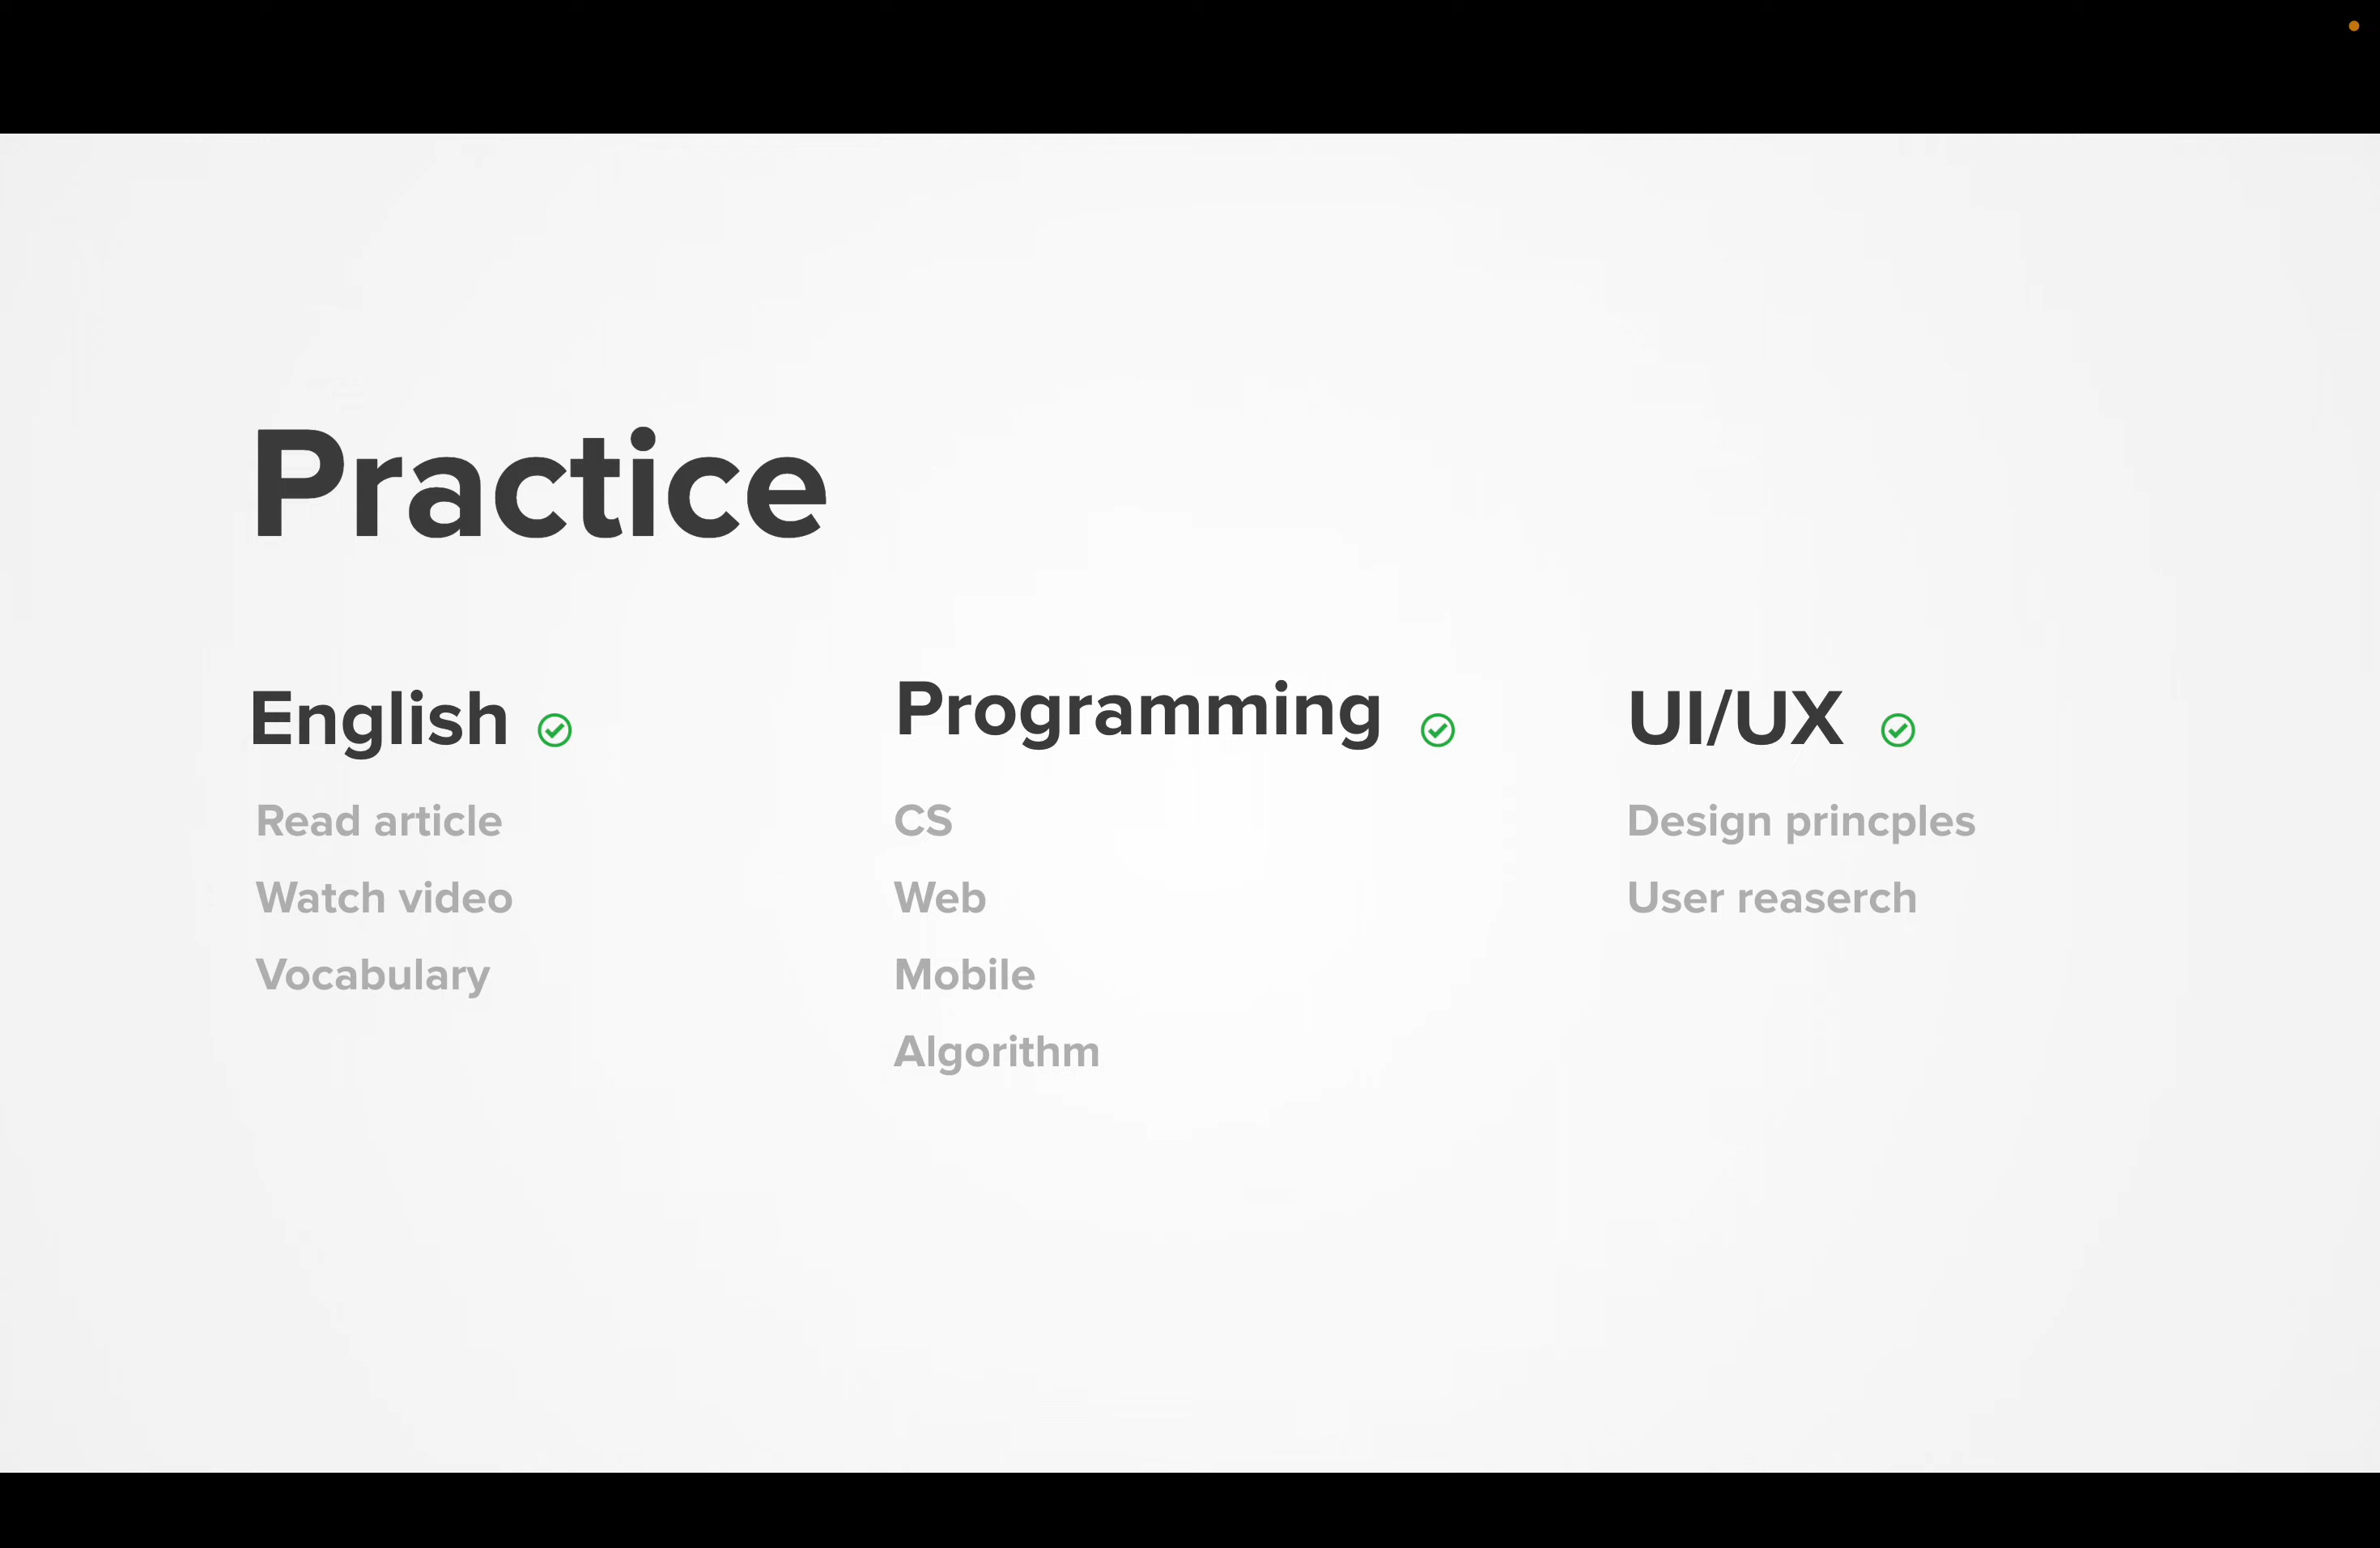 Practice
English
Read article
Watch video
Vocabulary
Programming
CS
Web
Mobile
Algorithm
UI/UX
Design princples
User reaserch